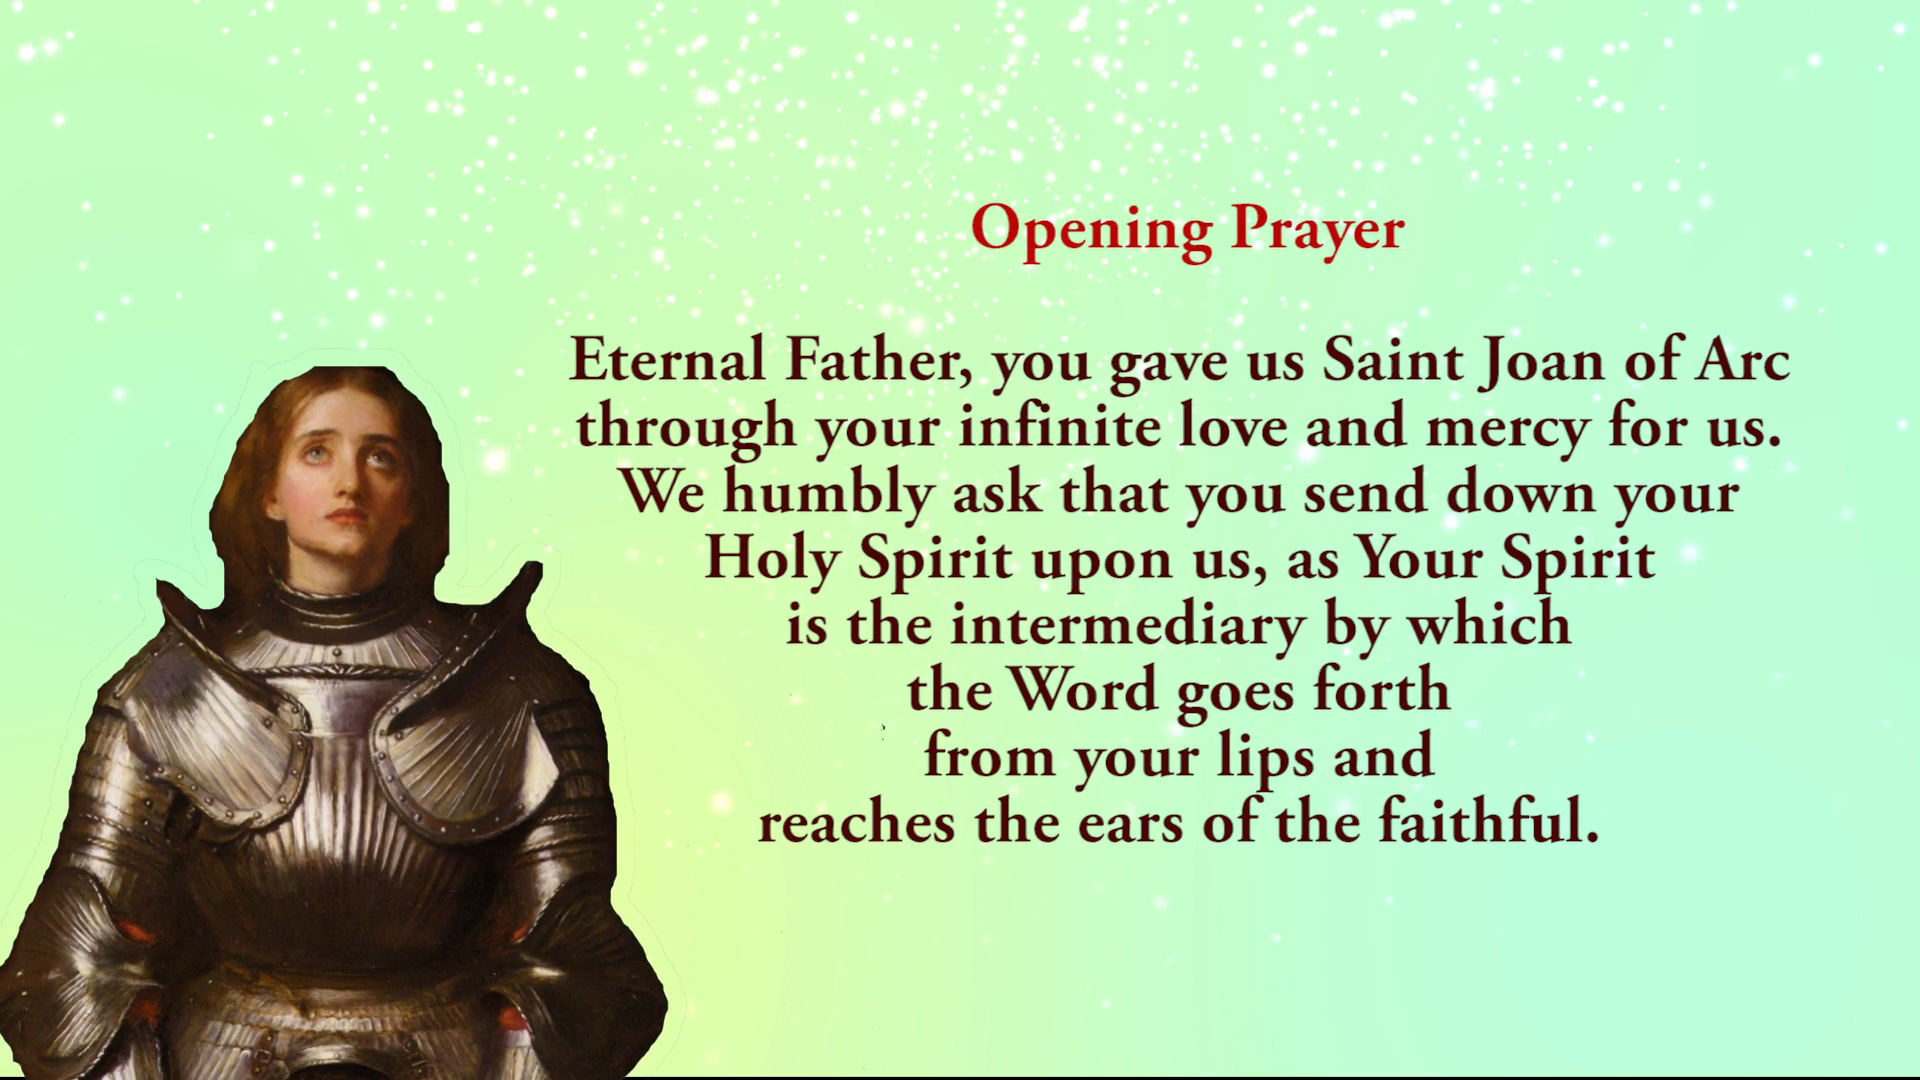 Opening Prayer
Eternal Father, you gave us Saint Joan of Arc
through your infinite love and mercy for us.
We humbly ask that you send down your
Holy Spirit upon us, as Your Spirit
is the intermediary by which
the Word goes forth
from your lips and
reaches the ears of the faithful.